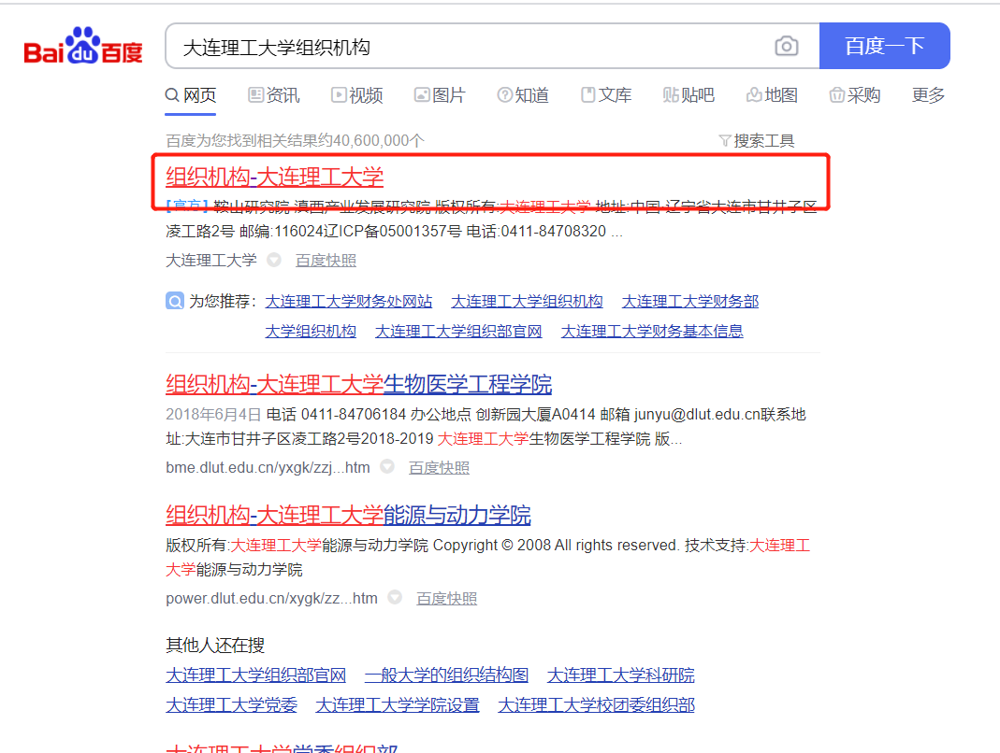 Bai du 百度 大连理工大学组织机构 百度一下
网页 资讯 视频 图片 知道 文库 贴贴吧 地图 采购 更多
百度为您找到相关结果约40,600,000个 搜索工具
组织机构-大连理工大学
[官方] 鞍山研究院 滇西产业发展研究院 版权所有:大连理工大学 地址:中国·辽宁省大连市甘井子区
凌工路2号 邮编:116024辽ICP备05001357号 电话:0411-84708320 ...
大连理工大学 百度快照
为您推荐: 大连理工大学财务处网站 大连理工大学组织机构 大连理工大学财务部
大学组织机构 大连理工大学组织部官网 大连理工大学财务基本信息
组织机构-大连理工大学生物医学工程学院
2018年6月4日 电话 0411-84706184 办公地点 创新园大厦A0414 邮箱 junyu@dlut.edu.cn联系地
址:大连市甘井子区凌工路2号2018-2019 大连理工大学生物医学工程学院 版...
bme.dlut.edu.cn/yxgk/zzj...htm 百度快照
组织机构-大连理工大学能源与动力学院
版权所有:大连理工大学能源与动力学院 Copyright © 2008 All rights reserved. 技术支持:大连理工
大学能源与动力学院
power.dlut.edu.cn/xygk/zz...htm 百度快照
其他人还在搜
大连理工大学组织部官网 一般大学的组织结构图 大连理工大学科研院
大连理工大学党委 大连理工大学学院设置 大连理工大学校团委组织部
大连理工大学党委组织部